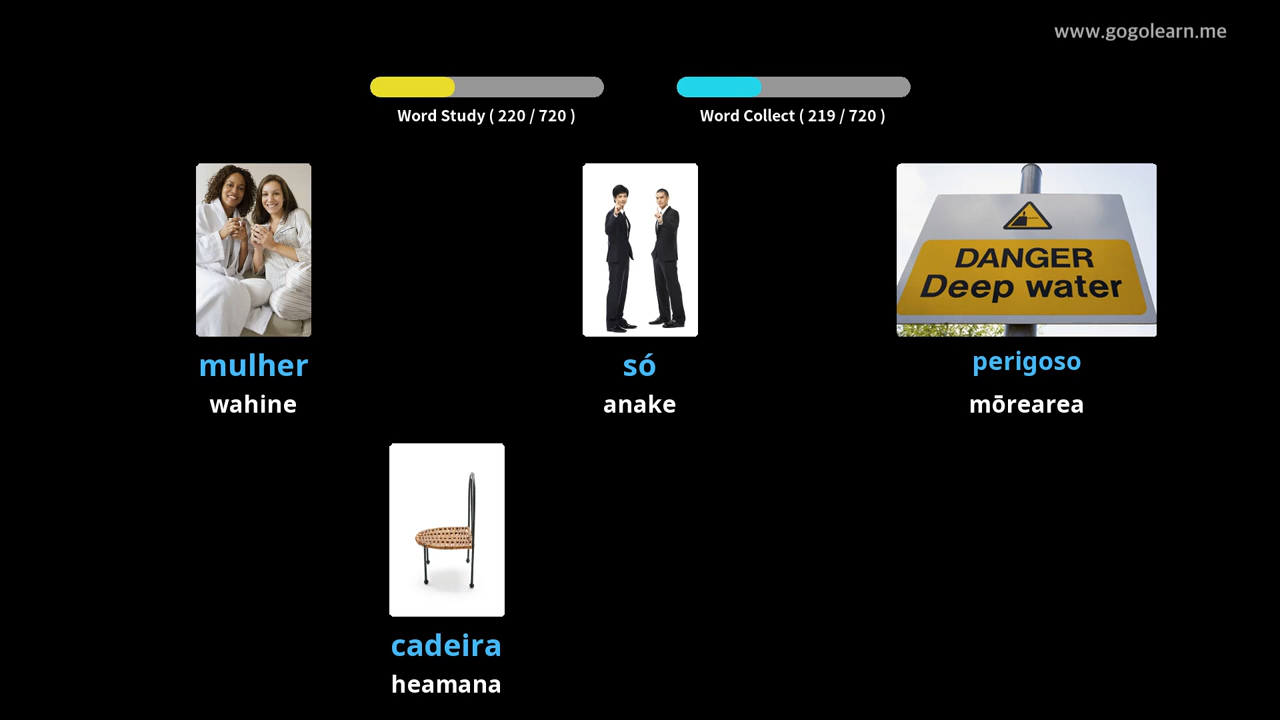 www.gogolearn.me
Word Study ( 220 / 720 )
Word Collect ( 219 / 720 )
DANGER
Deep water
mulher
só
perigoso
wahine
anake
mōrearea
cadeira
heamana